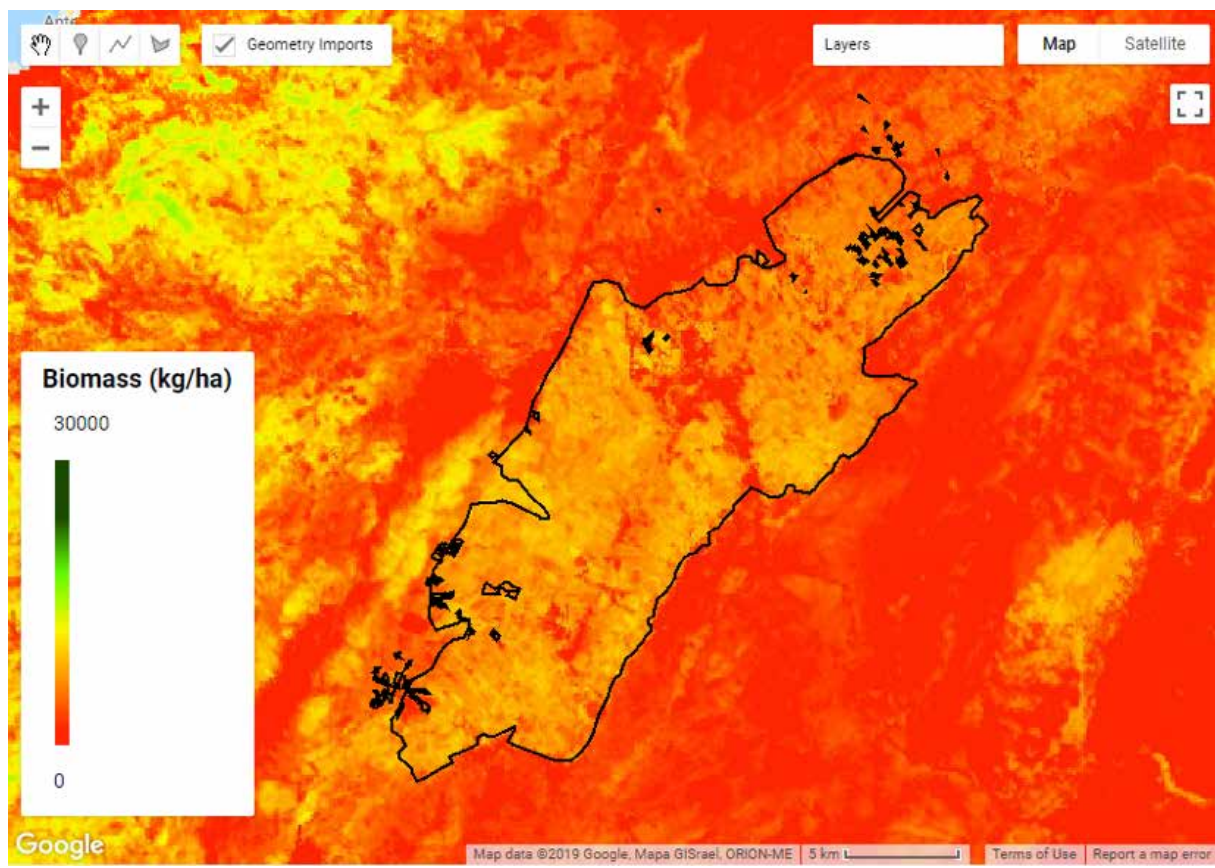 Ante
Geometry Imports
Layers
Map
Satellite
+
−
Biomass (kg/ha)
30000
0
Google
Map data ©2019 Google, Mapa GISrael, ORION-ME
5 km
Terms of Use
Report a map error